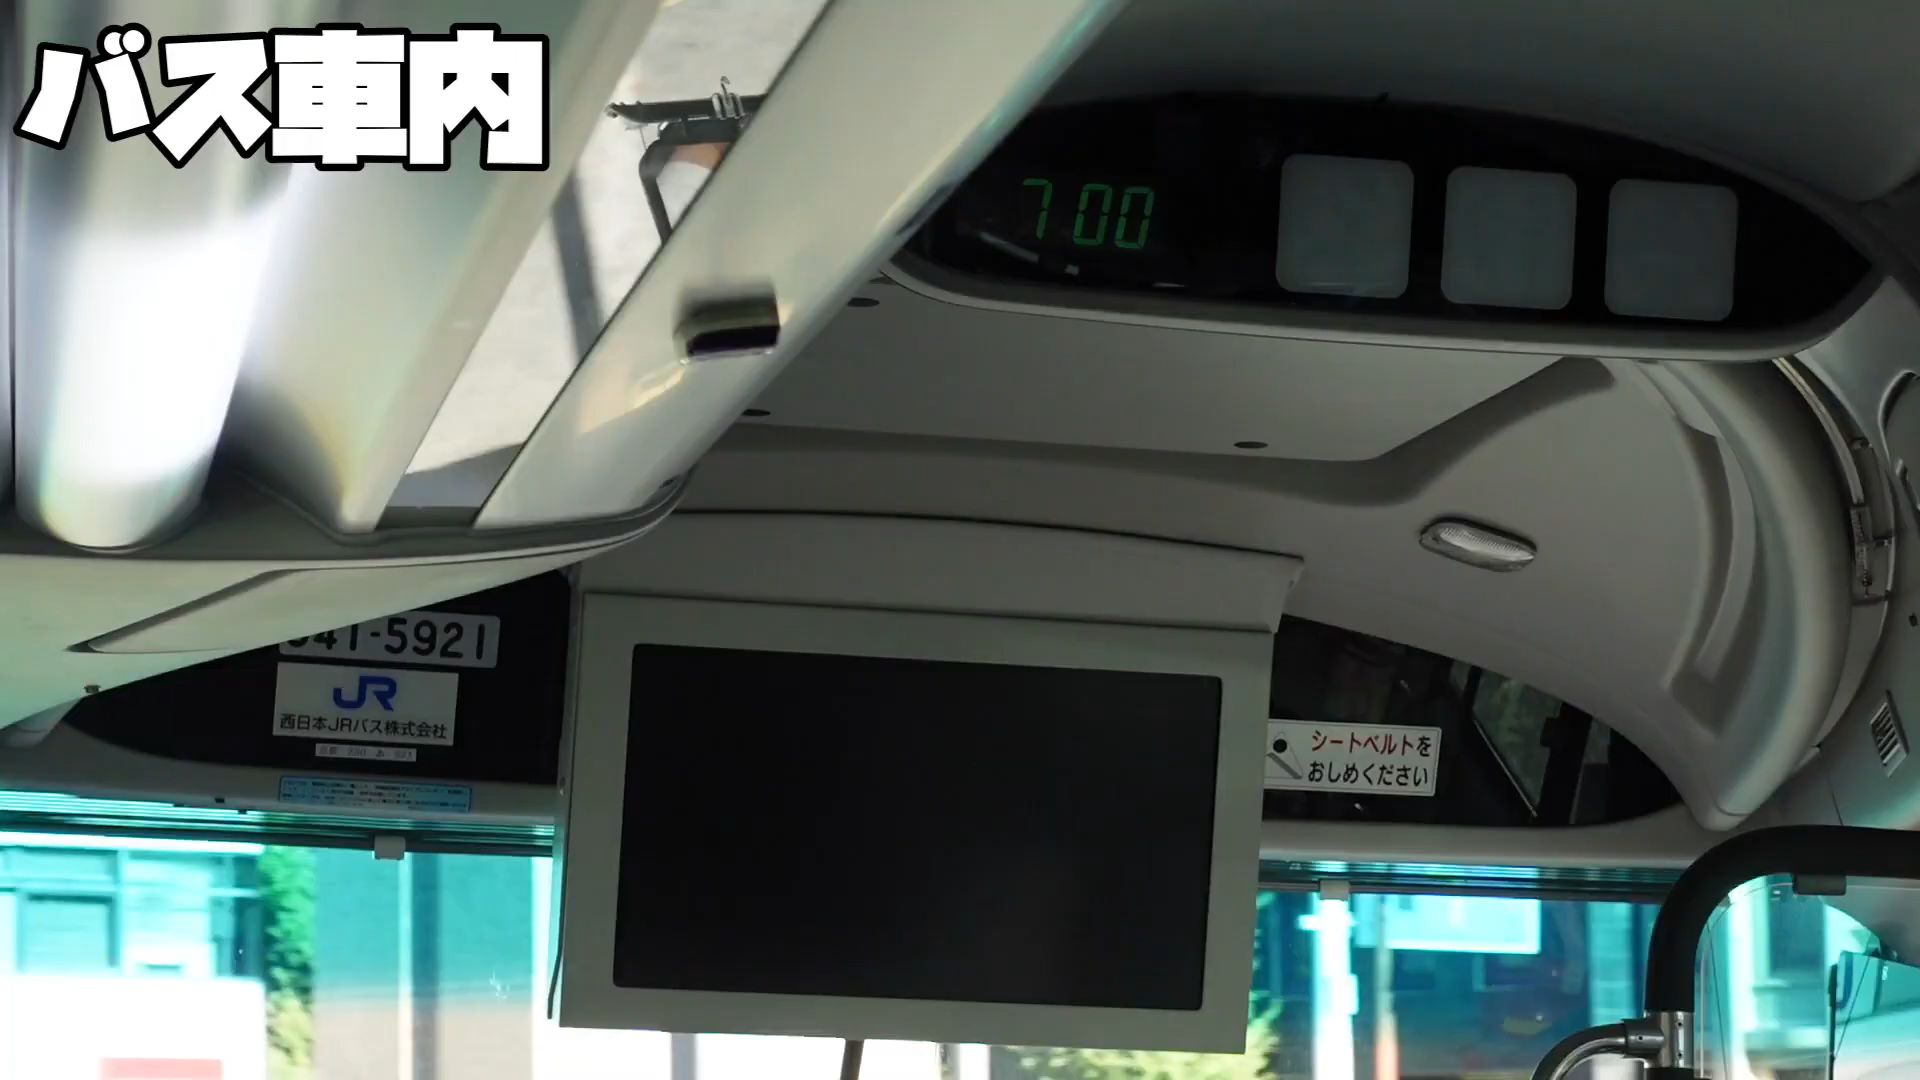 バス車内
7:00
641-5921
JR
西日本JRバス株式会社
シートベルトを
おしめください